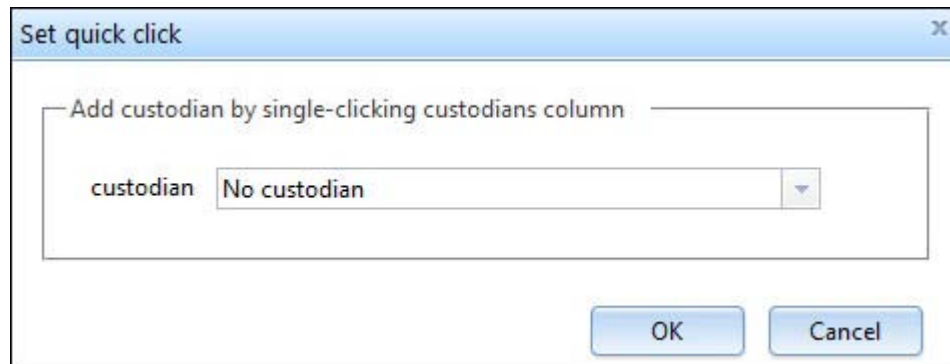 Set quick click
x
Add custodian by single-clicking custodians column
custodian No custodian
OK Cancel